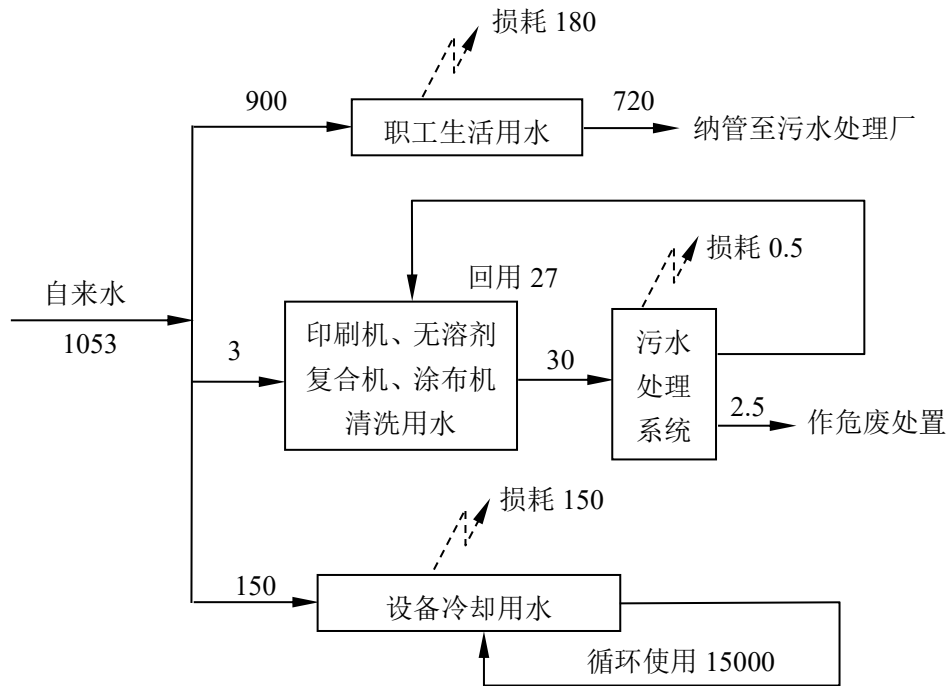 损耗 180
900
720
职工生活用水
纳管至污水处理厂
损耗 0.5
回用 27
自来水
1053
3
印刷机、无溶剂
复合机、涂布机
清洗用水
30
污水
处理
系统
2.5
作危废处置
损耗 150
150
设备冷却用水
循环使用 15000